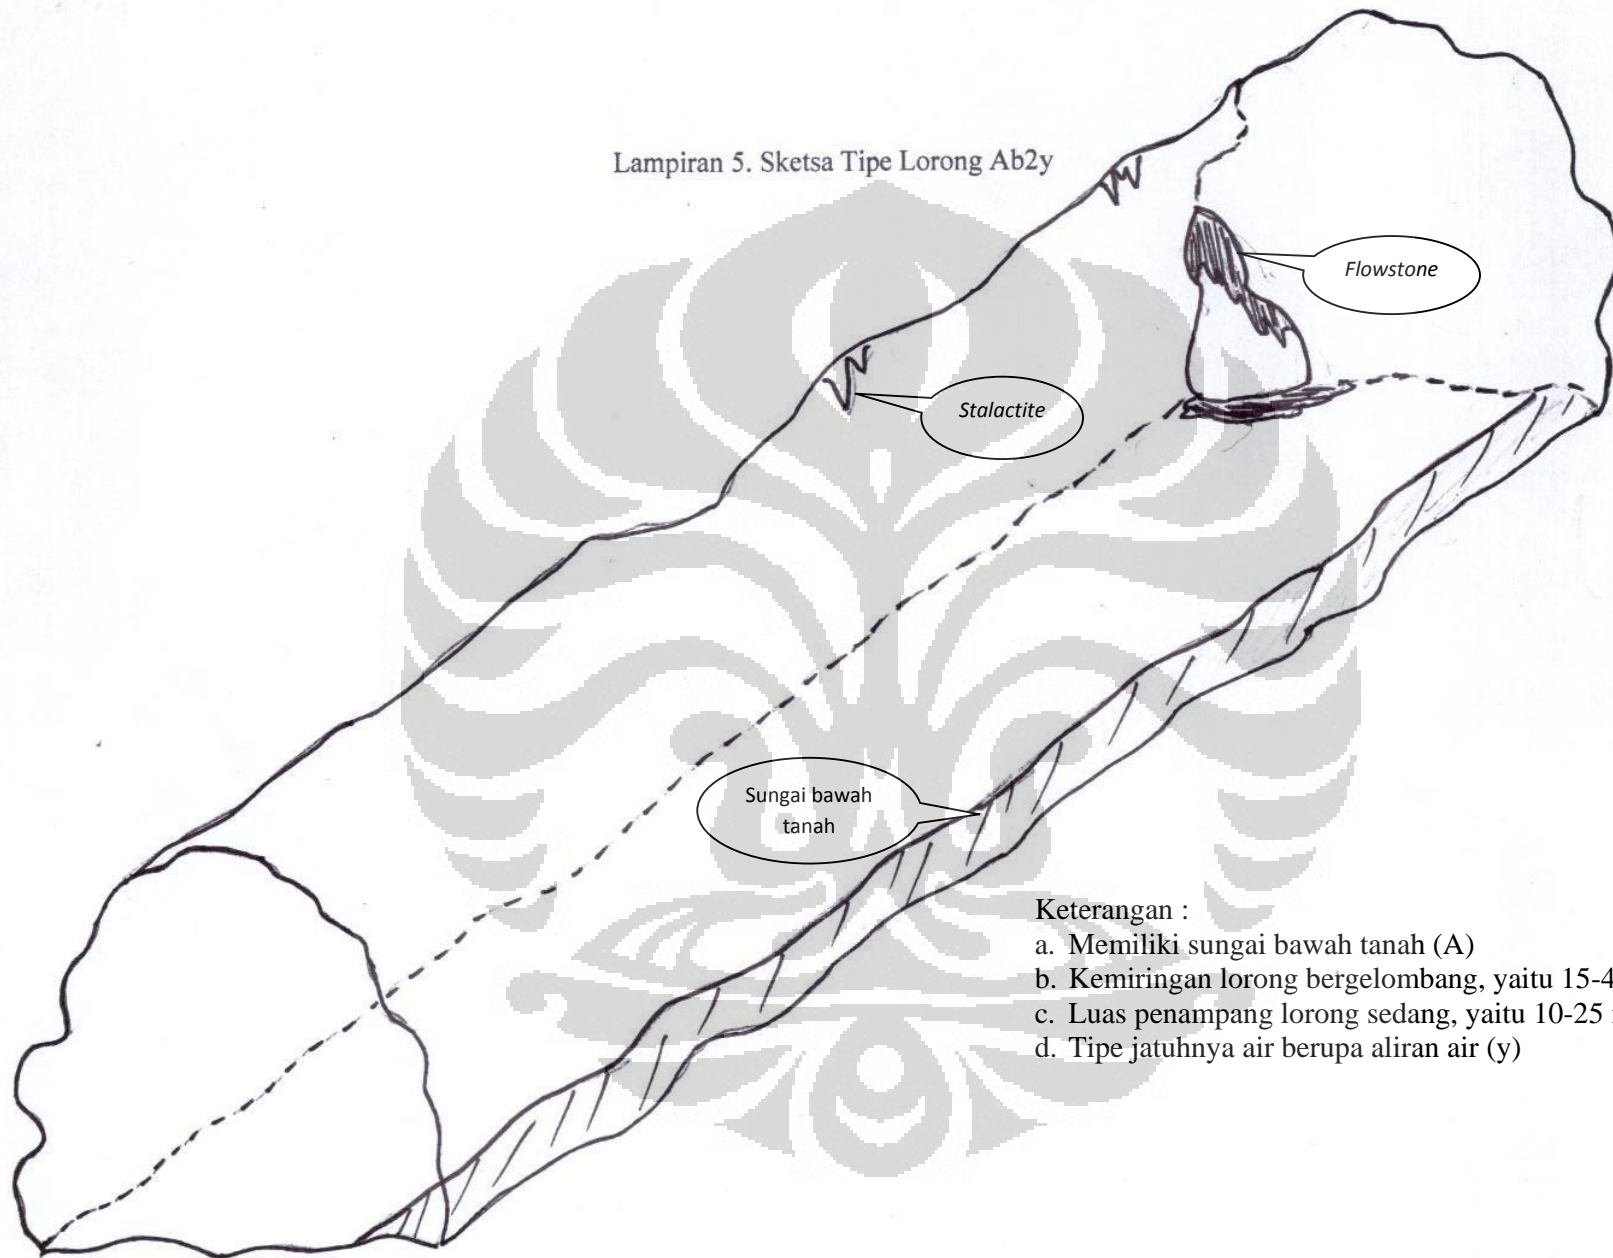 Lampiran 5. Sketsa Tipe Lorong Ab2y
Flowstone
Stalactite
Sungai bawah
tanah
Keterangan :
a. Memiliki sungai bawah tanah (A)
b. Kemiringan lorong bergelombang, yaitu 15-4
c. Luas penampang lorong sedang, yaitu 10-25
d. Tipe jatuhnya air berupa aliran air (y)